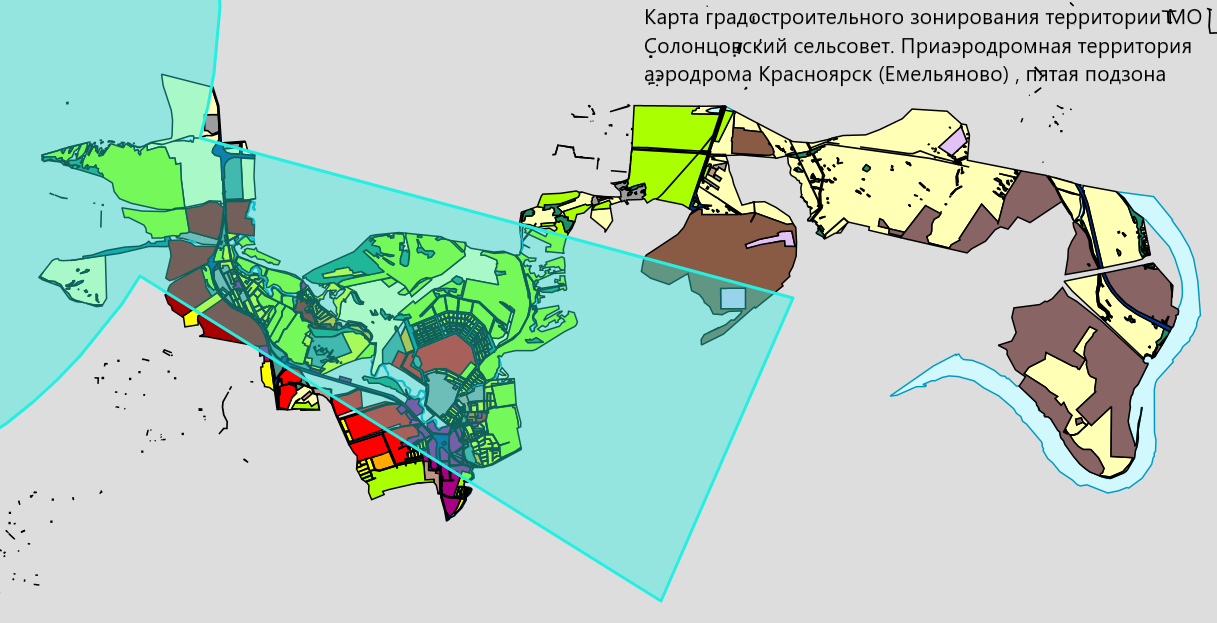 Карта градостроительного зонирования территории МО
Солонцовский сельсовет. Приаэродромная территория
аэродрома Красноярск (Емельяново) , пятая подзона